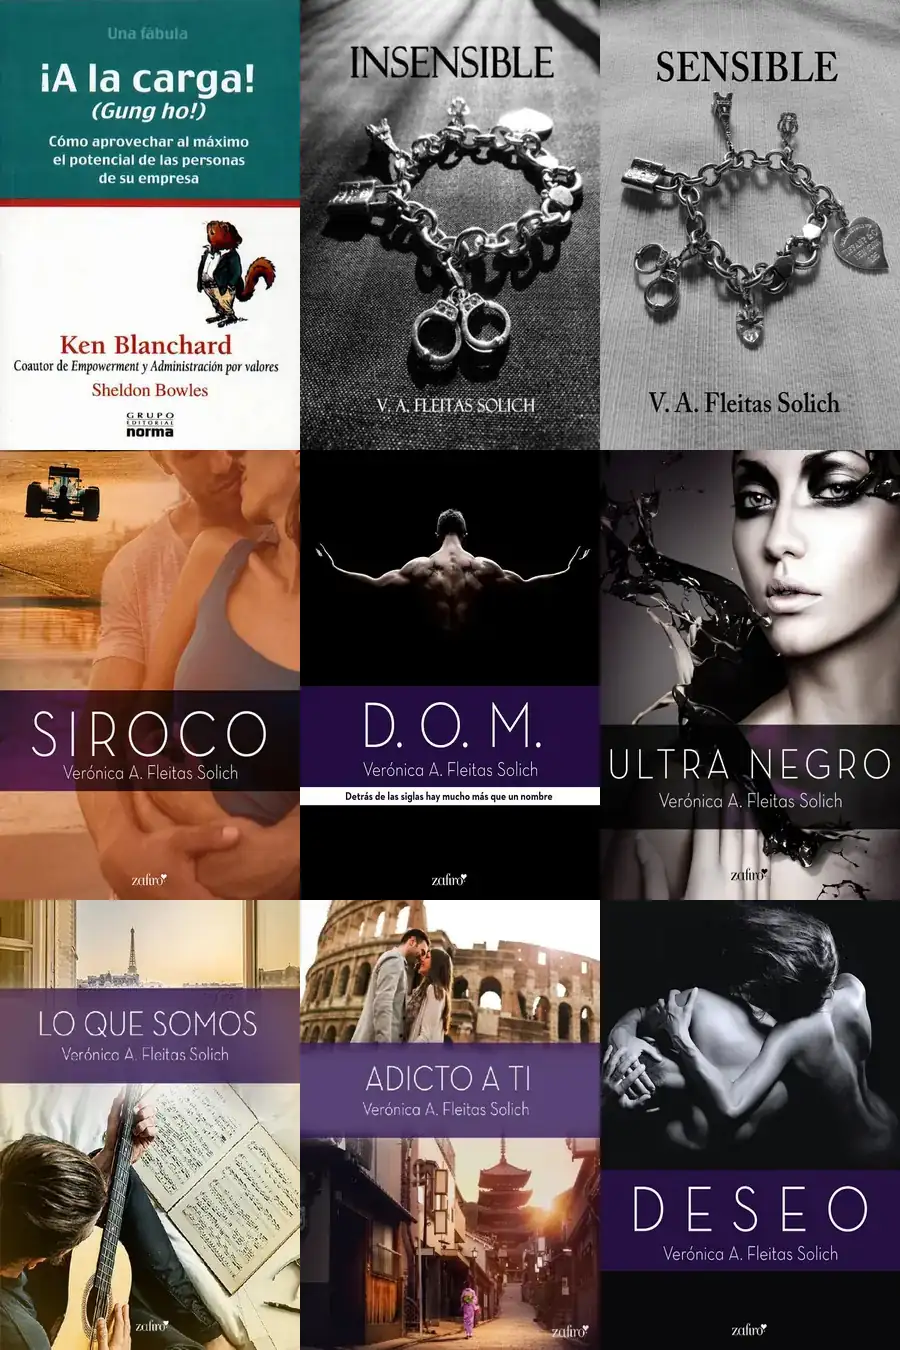 Una fábula
¡A la carga!
(Gung ho!)
Cómo aprovechar al máximo
el potencial de las personas
de su empresa
Ken Blanchard
Coautor de Empowerment y Administración por valores
Sheldon Bowles
GRUPO
EDITORIAL
norma
INSENSIBLE
V. A. FLEITAS SOLICH
SENSIBLE
V. A. Fleitas Solich
SIROCO
Verónica A. Fleitas Solich
zafiro
D. O. M.
Verónica A. Fleitas Solich
Detrás de las siglas hay mucho más que un nombre
zafiro
ULTRA NEGRO
Verónica A. Fleitas Solich
zafiro
LO QUE SOMOS
Verónica A. Fleitas Solich
zafiro
ADICTO A TI
Verónica A. Fleitas Solich
zafiro
DESEO
Verónica A. Fleitas Solich
zafiro